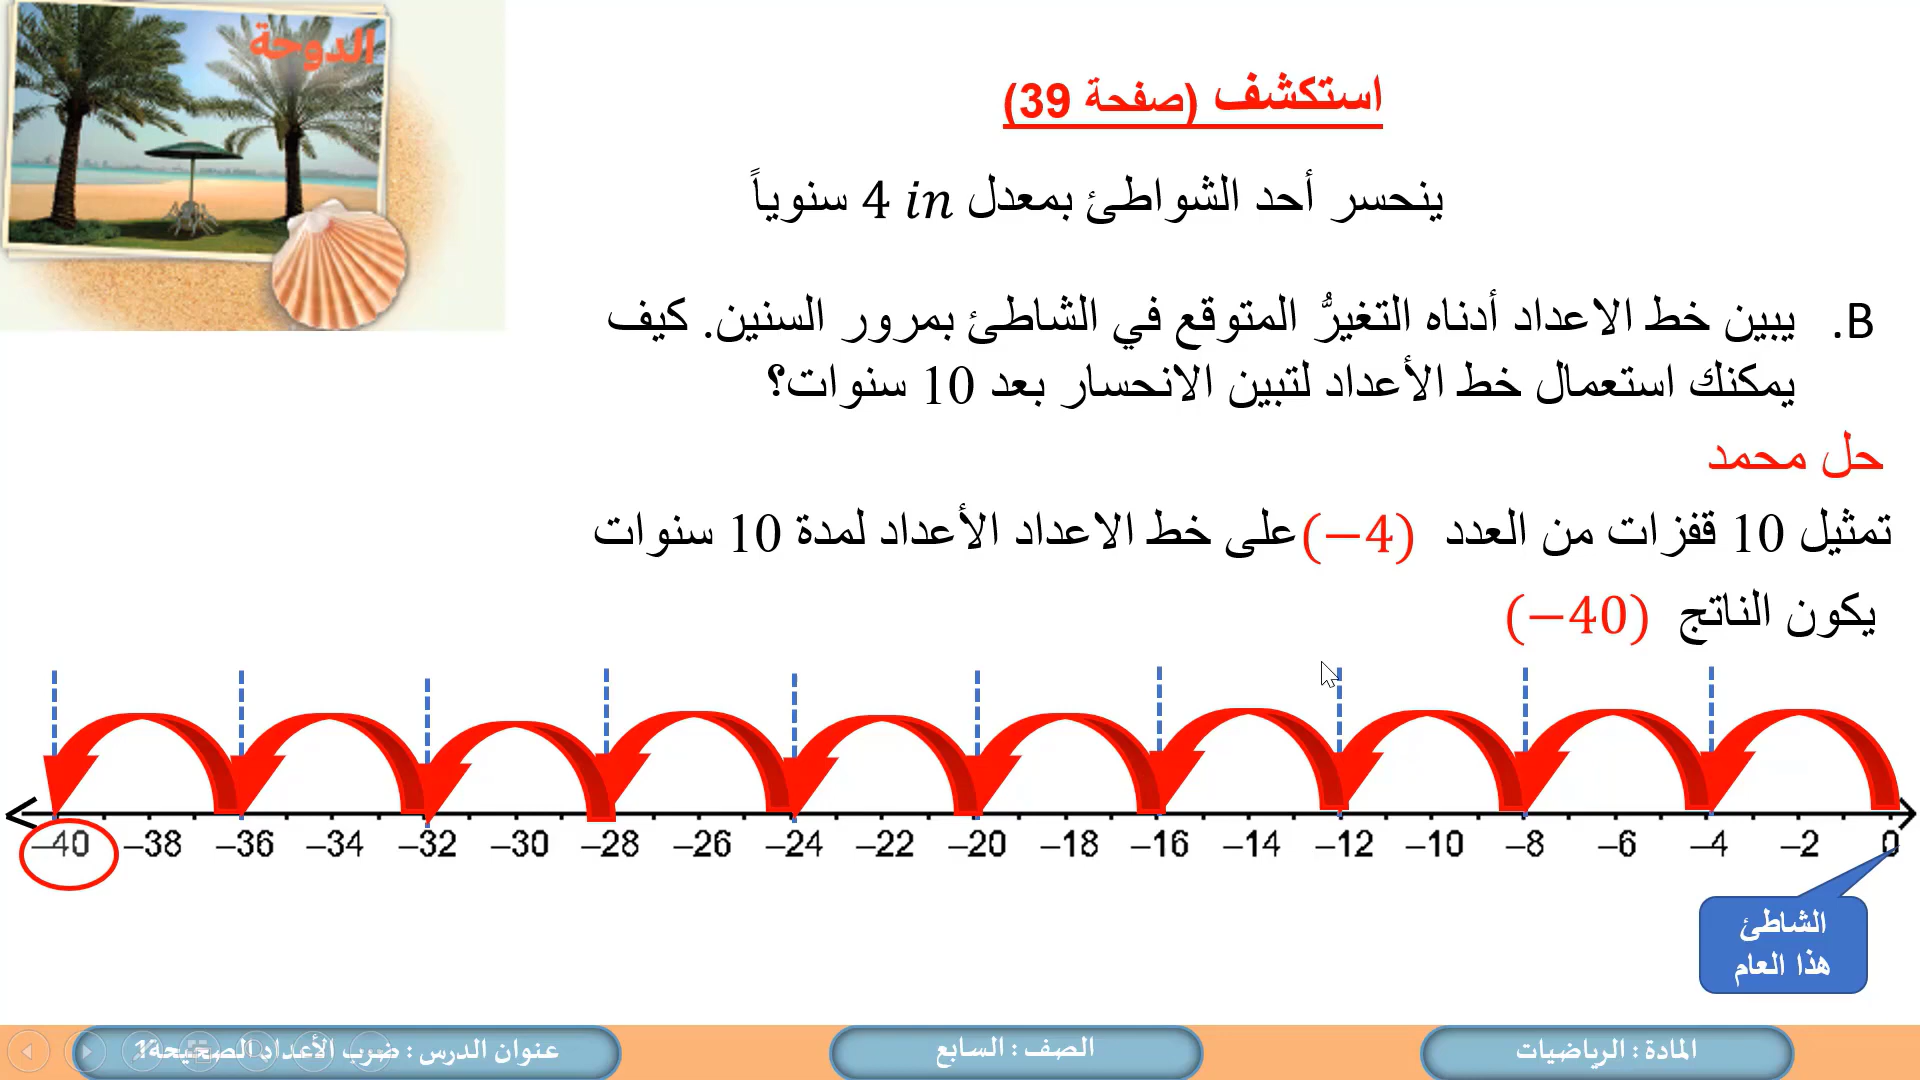 الدوحة
استكشف (صفحة 39)
ينحسر أحد الشواطئ بمعدل 4 in سنوياً
B. يبين خط الاعداد أدناه التغيرُّ المتوقع في الشاطئ بمرور السنين. كيف
يمكنك استعمال خط الأعداد لتبين الانحسار بعد 10 سنوات؟
حل محمد
تمثيل 10 قفزات من العدد (−4) على خط الاعداد الأعداد لمدة 10 سنوات
يكون الناتج (−40)
–40 –38 –36 –34 –32 –30 –28 –26 –24 –22 –20 –18 –16 –14 –12 –10 –8 –6 –4 –2 0
الشاطئ
هذا العام
المادة : الرياضيات
الصف : السابع
عنوان الدرس : ضرب الأعداد الصحيحة